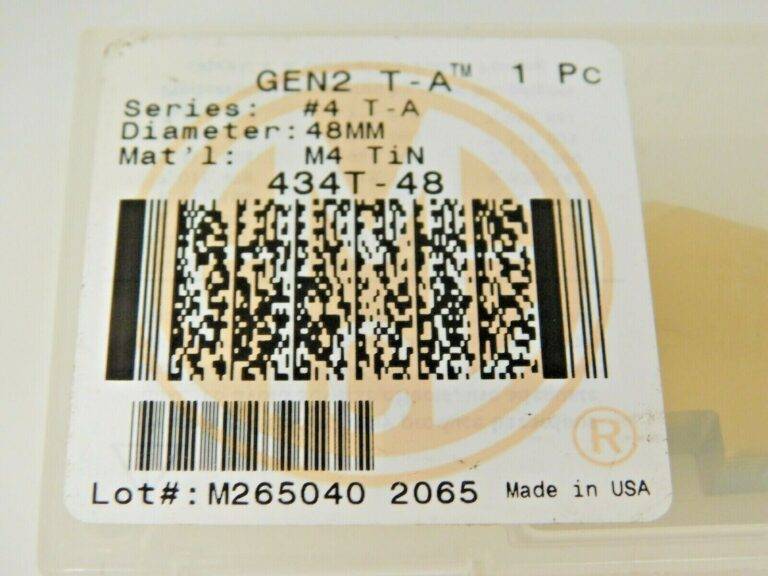 GEN2 T-A™ 1 Pc
Series: #4 T-A
Diameter: 48MM
Mat'l: M4 TiN
434T-48
®
Lot#: M265040 2065 Made in USA